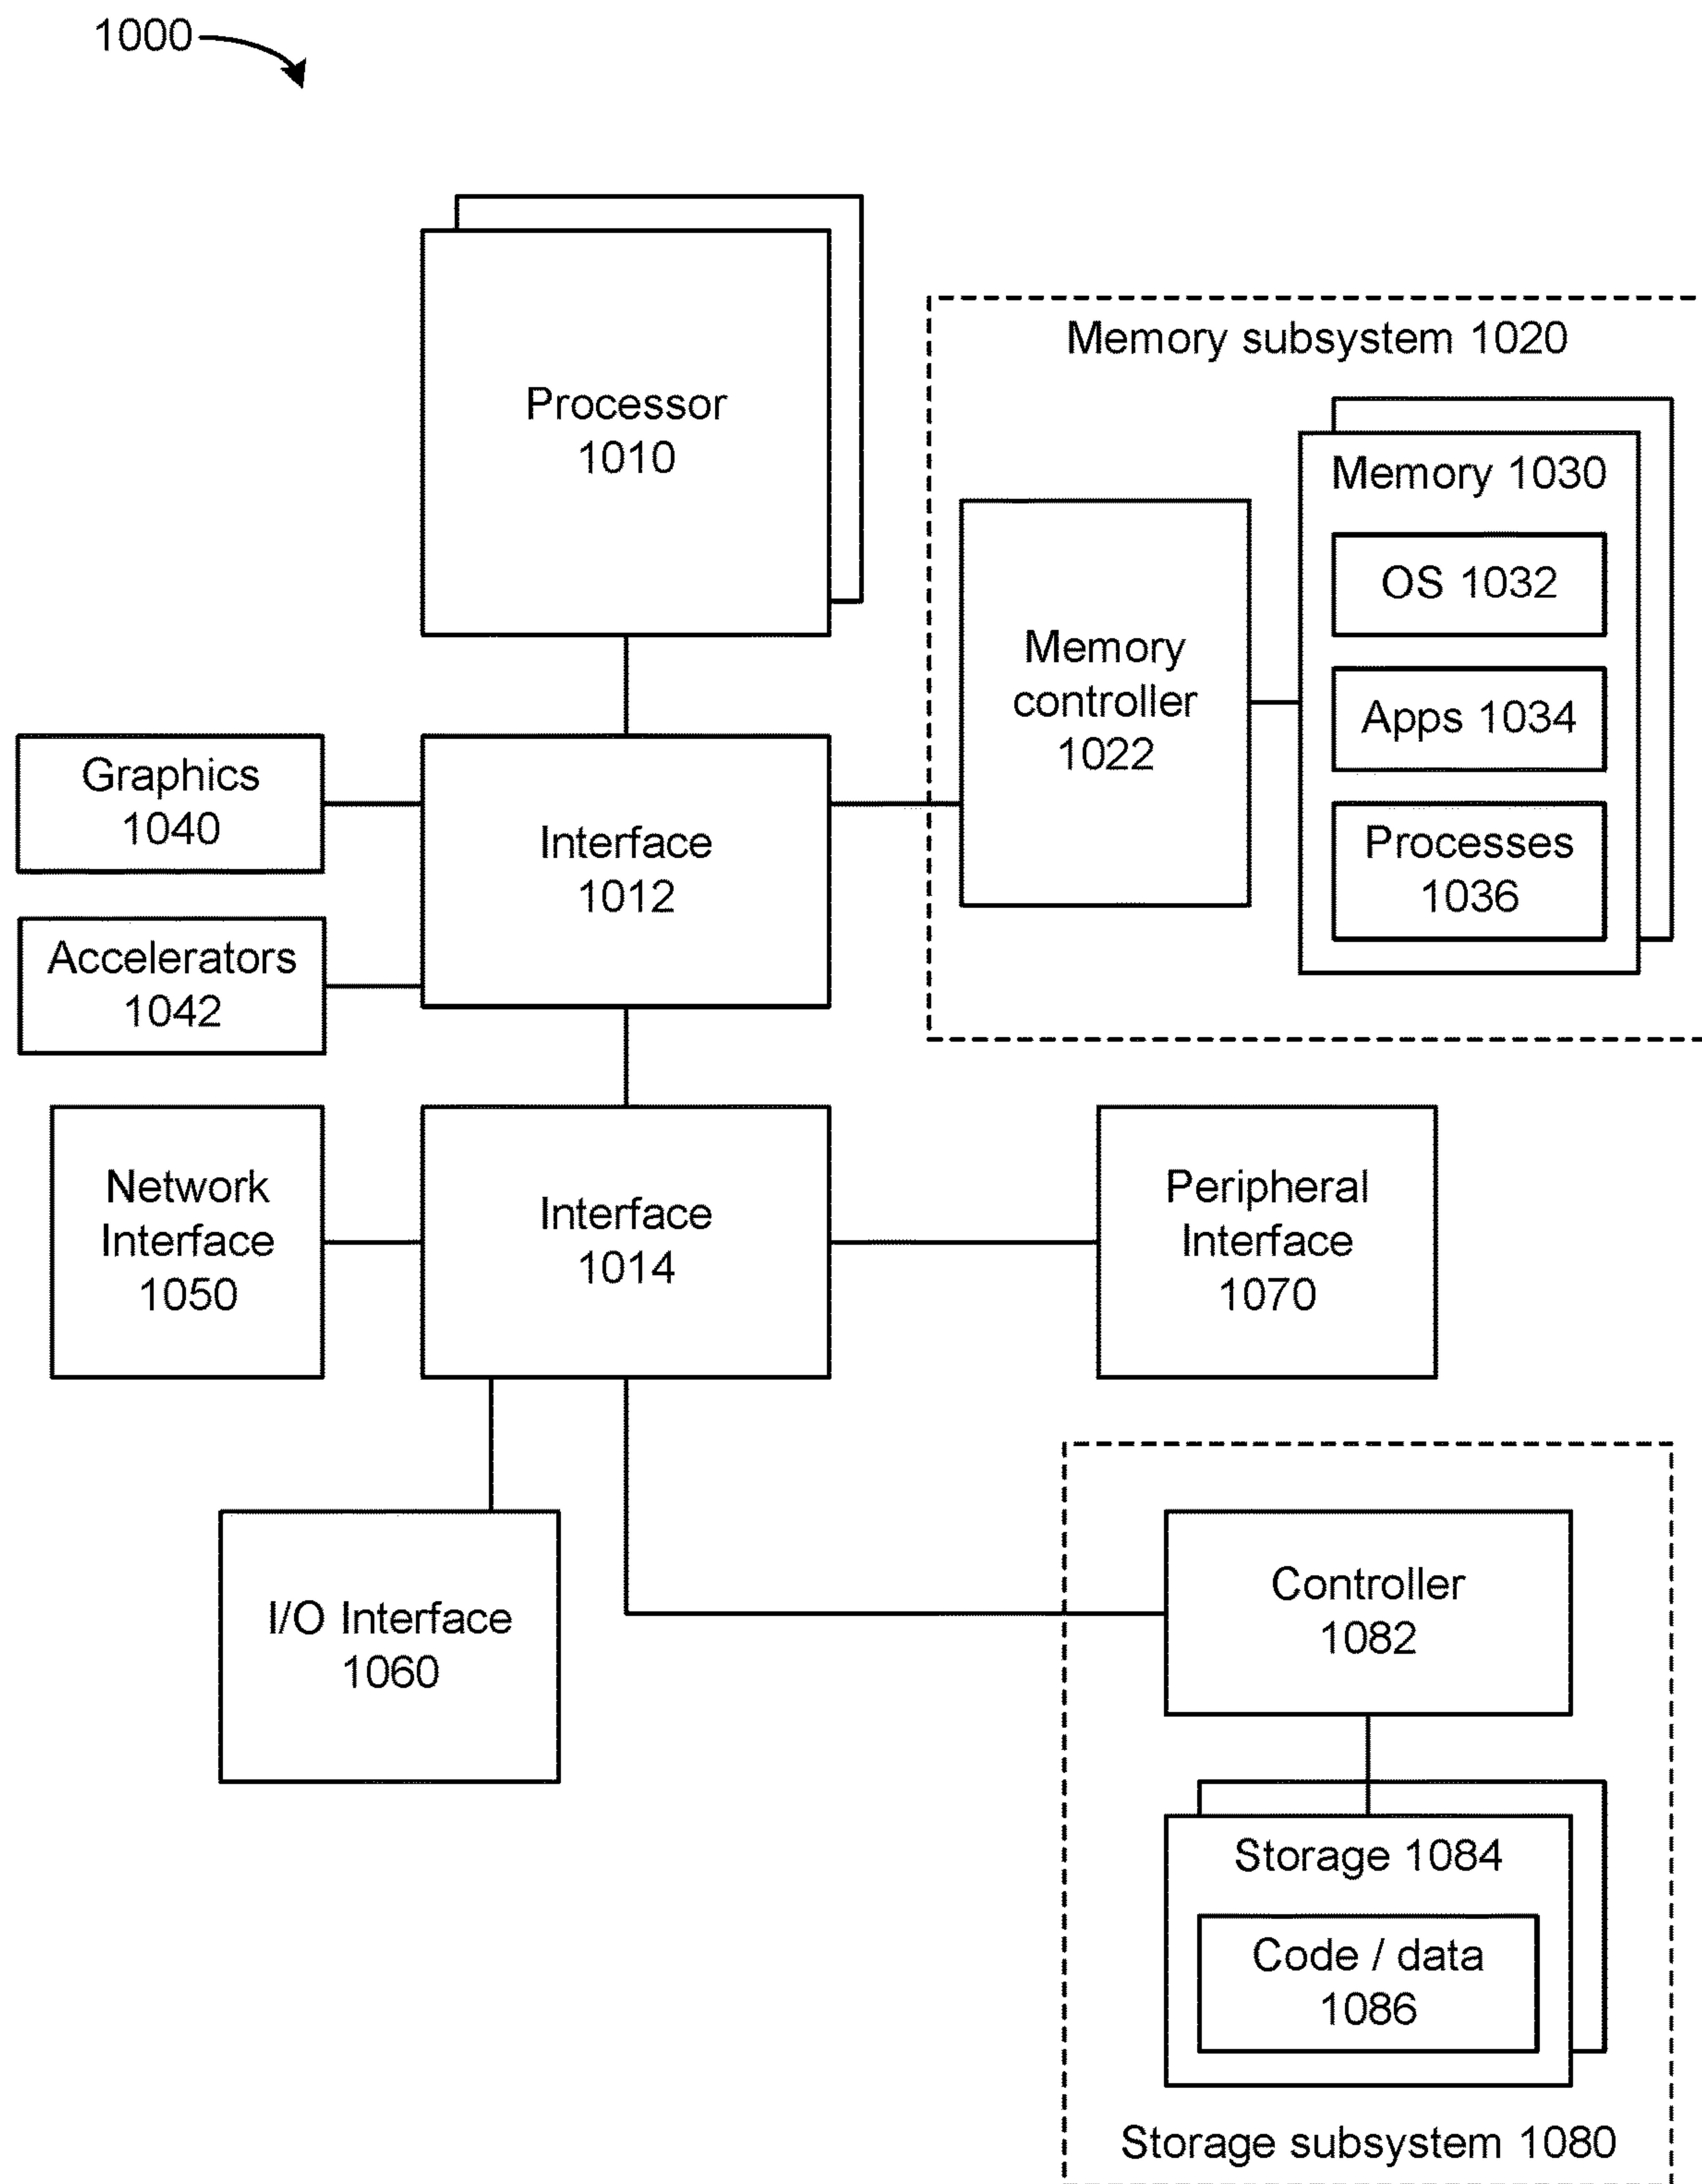 1000
Processor
1010
Memory subsystem 1020
Memory 1030
OS 1032
Memory
controller
1022
Apps 1034
Processes
1036
Graphics
1040
Interface
1012
Accelerators
1042
Network
Interface
1050
Interface
1014
Peripheral
Interface
1070
I/O Interface
1060
Controller
1082
Storage 1084
Code / data
1086
Storage subsystem 1080